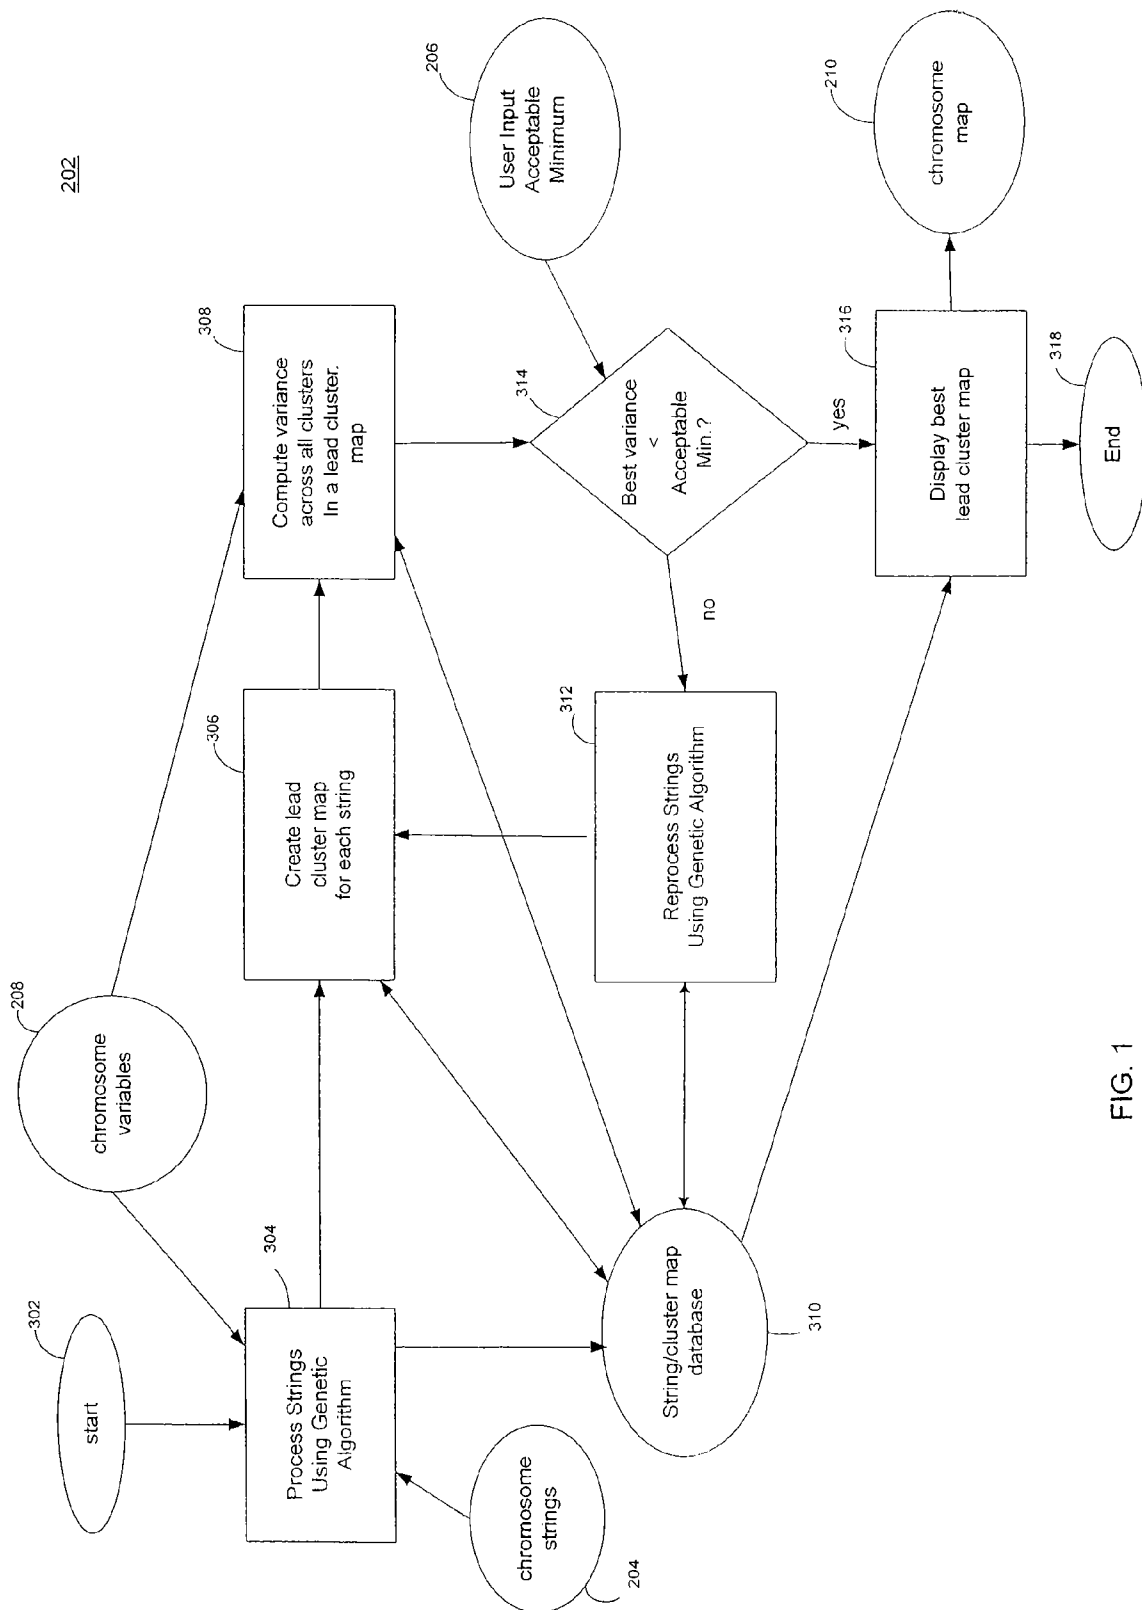 202
302
start
208
chromosome
variables
304
Process Strings
Using Genetic
Algorithm
306
Create lead
cluster map
for each string
308
Compute variance
across all clusters
In a lead cluster.
map
206
User Input
Acceptable
Minimum
204
chromosome
strings
310
String/cluster map
database
312
Reprocess Strings
Using Genetic Algorithm
no
314
Best variance
<
Acceptable
Min.?
yes
316
Display best
lead cluster map
210
chromosome
map
318
End
FIG. 1